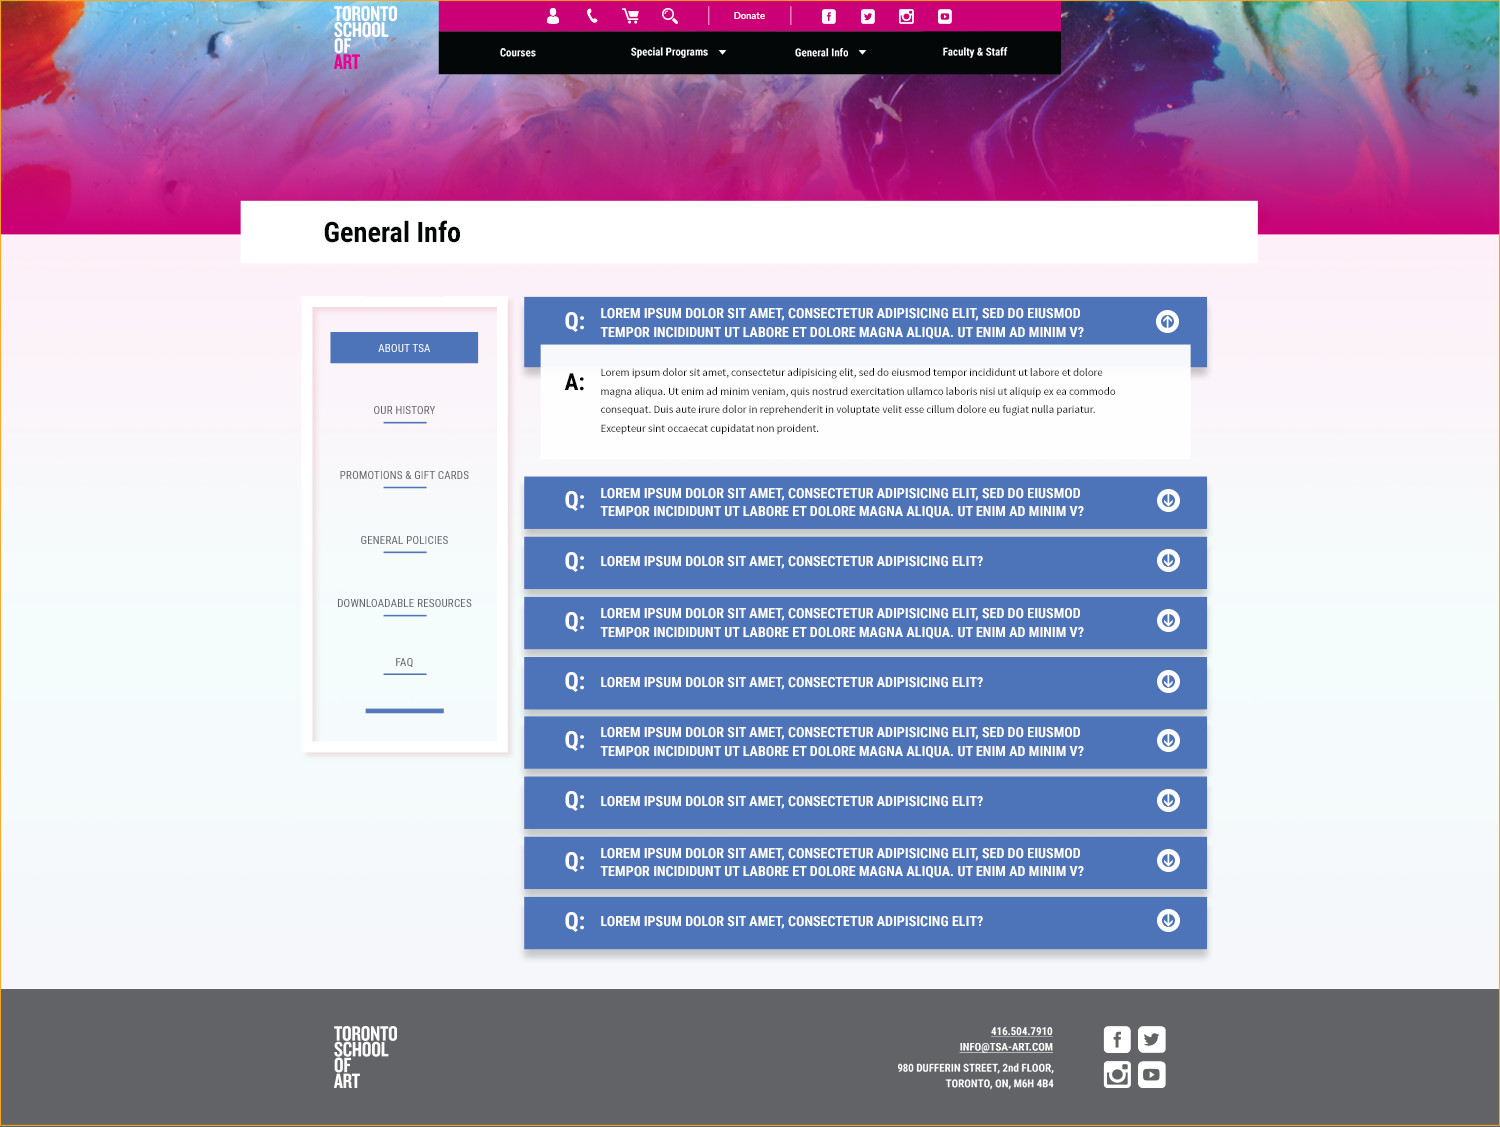 TORONTO
SCHOOL
OF
ART
Donate
Courses
Special Programs
General Info
Faculty & Staff
General Info
ABOUT TSA
OUR HISTORY
PROMOTIONS & GIFT CARDS
GENERAL POLICIES
DOWNLOADABLE RESOURCES
FAQ
Q: LOREM IPSUM DOLOR SIT AMET, CONSECTETUR ADIPISICING ELIT, SED DO EIUSMOD
TEMPOR INCIDIDUNT UT LABORE ET DOLORE MAGNA ALIQUA. UT ENIM AD MINIM V?
A: Lorem ipsum dolor sit amet, consectetur adipisicing elit, sed do eiusmod tempor incididunt ut labore et dolore
magna aliqua. Ut enim ad minim veniam, quis nostrud exercitation ullamco laboris nisi ut aliquip ex ea commodo
consequat. Duis aute irure dolor in reprehenderit in voluptate velit esse cillum dolore eu fugiat nulla pariatur.
Excepteur sint occaecat cupidatat non proident.
Q: LOREM IPSUM DOLOR SIT AMET, CONSECTETUR ADIPISICING ELIT, SED DO EIUSMOD
TEMPOR INCIDIDUNT UT LABORE ET DOLORE MAGNA ALIQUA. UT ENIM AD MINIM V?
Q: LOREM IPSUM DOLOR SIT AMET, CONSECTETUR ADIPISICING ELIT?
Q: LOREM IPSUM DOLOR SIT AMET, CONSECTETUR ADIPISICING ELIT, SED DO EIUSMOD
TEMPOR INCIDIDUNT UT LABORE ET DOLORE MAGNA ALIQUA. UT ENIM AD MINIM V?
Q: LOREM IPSUM DOLOR SIT AMET, CONSECTETUR ADIPISICING ELIT?
Q: LOREM IPSUM DOLOR SIT AMET, CONSECTETUR ADIPISICING ELIT, SED DO EIUSMOD
TEMPOR INCIDIDUNT UT LABORE ET DOLORE MAGNA ALIQUA. UT ENIM AD MINIM V?
Q: LOREM IPSUM DOLOR SIT AMET, CONSECTETUR ADIPISICING ELIT?
Q: LOREM IPSUM DOLOR SIT AMET, CONSECTETUR ADIPISICING ELIT, SED DO EIUSMOD
TEMPOR INCIDIDUNT UT LABORE ET DOLORE MAGNA ALIQUA. UT ENIM AD MINIM V?
Q: LOREM IPSUM DOLOR SIT AMET, CONSECTETUR ADIPISICING ELIT?
TORONTO
SCHOOL
OF
ART
416.504.7910
INFO@TSA-ART.COM
980 DUFFERIN STREET, 2nd FLOOR,
TORONTO, ON, M6H 4B4